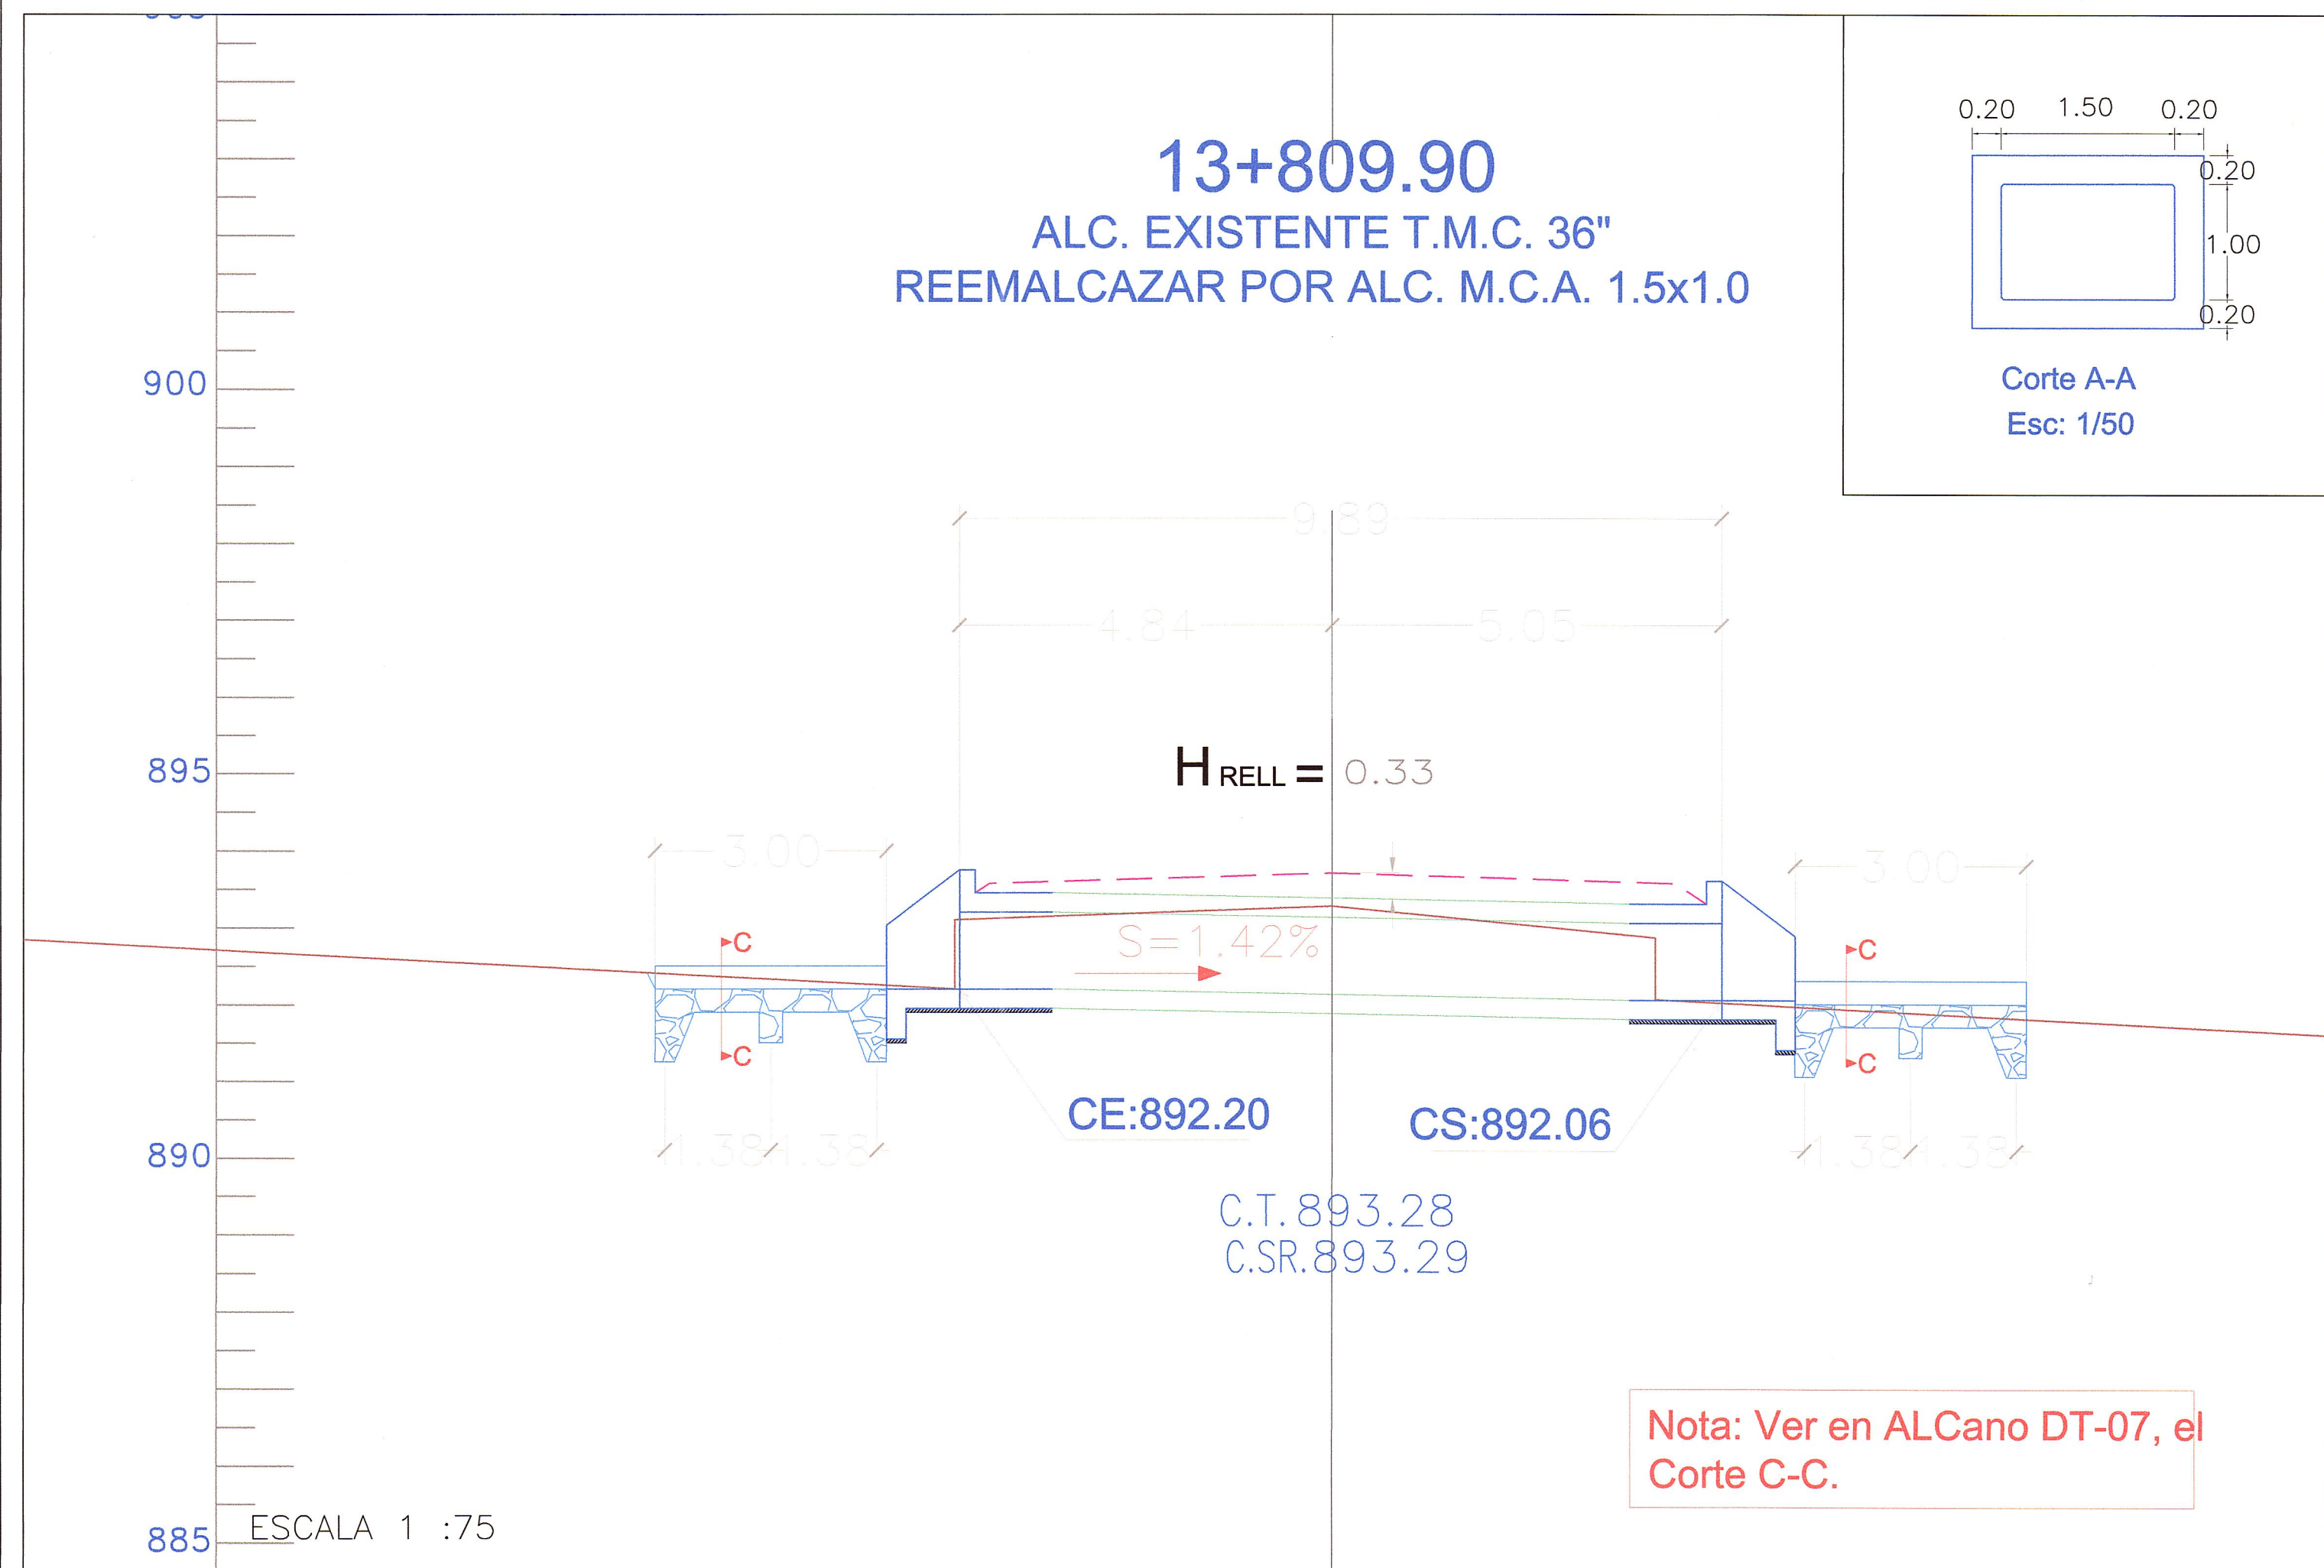 13+809.90
ALC. EXISTENTE T.M.C. 36"
REEMALCAZAR POR ALC. M.C.A. 1.5x1.0
0.20 1.50 0.20
0.20
1.00
0.20
Corte A-A
Esc: 1/50
900
9.89
4.84 5.05
895
H RELL = 0.33
3.00 3.00
S=1.42%
C C
C C
CE:892.20 CS:892.06
890
1.38 1.38 1.38 1.38
C.T.893.28
C.SR.893.29
Nota: Ver en ALCano DT-07, el
Corte C-C.
885
ESCALA 1 :75